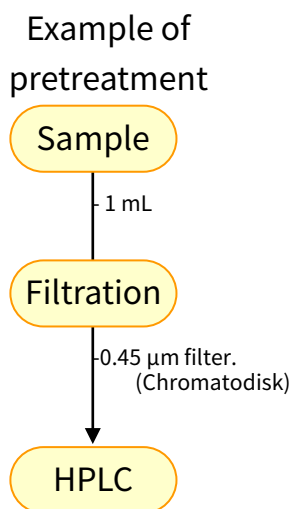 Example of
pretreatment
Sample
- 1 mL
Filtration
-0.45 µm filter.
(Chromatodisk)
HPLC